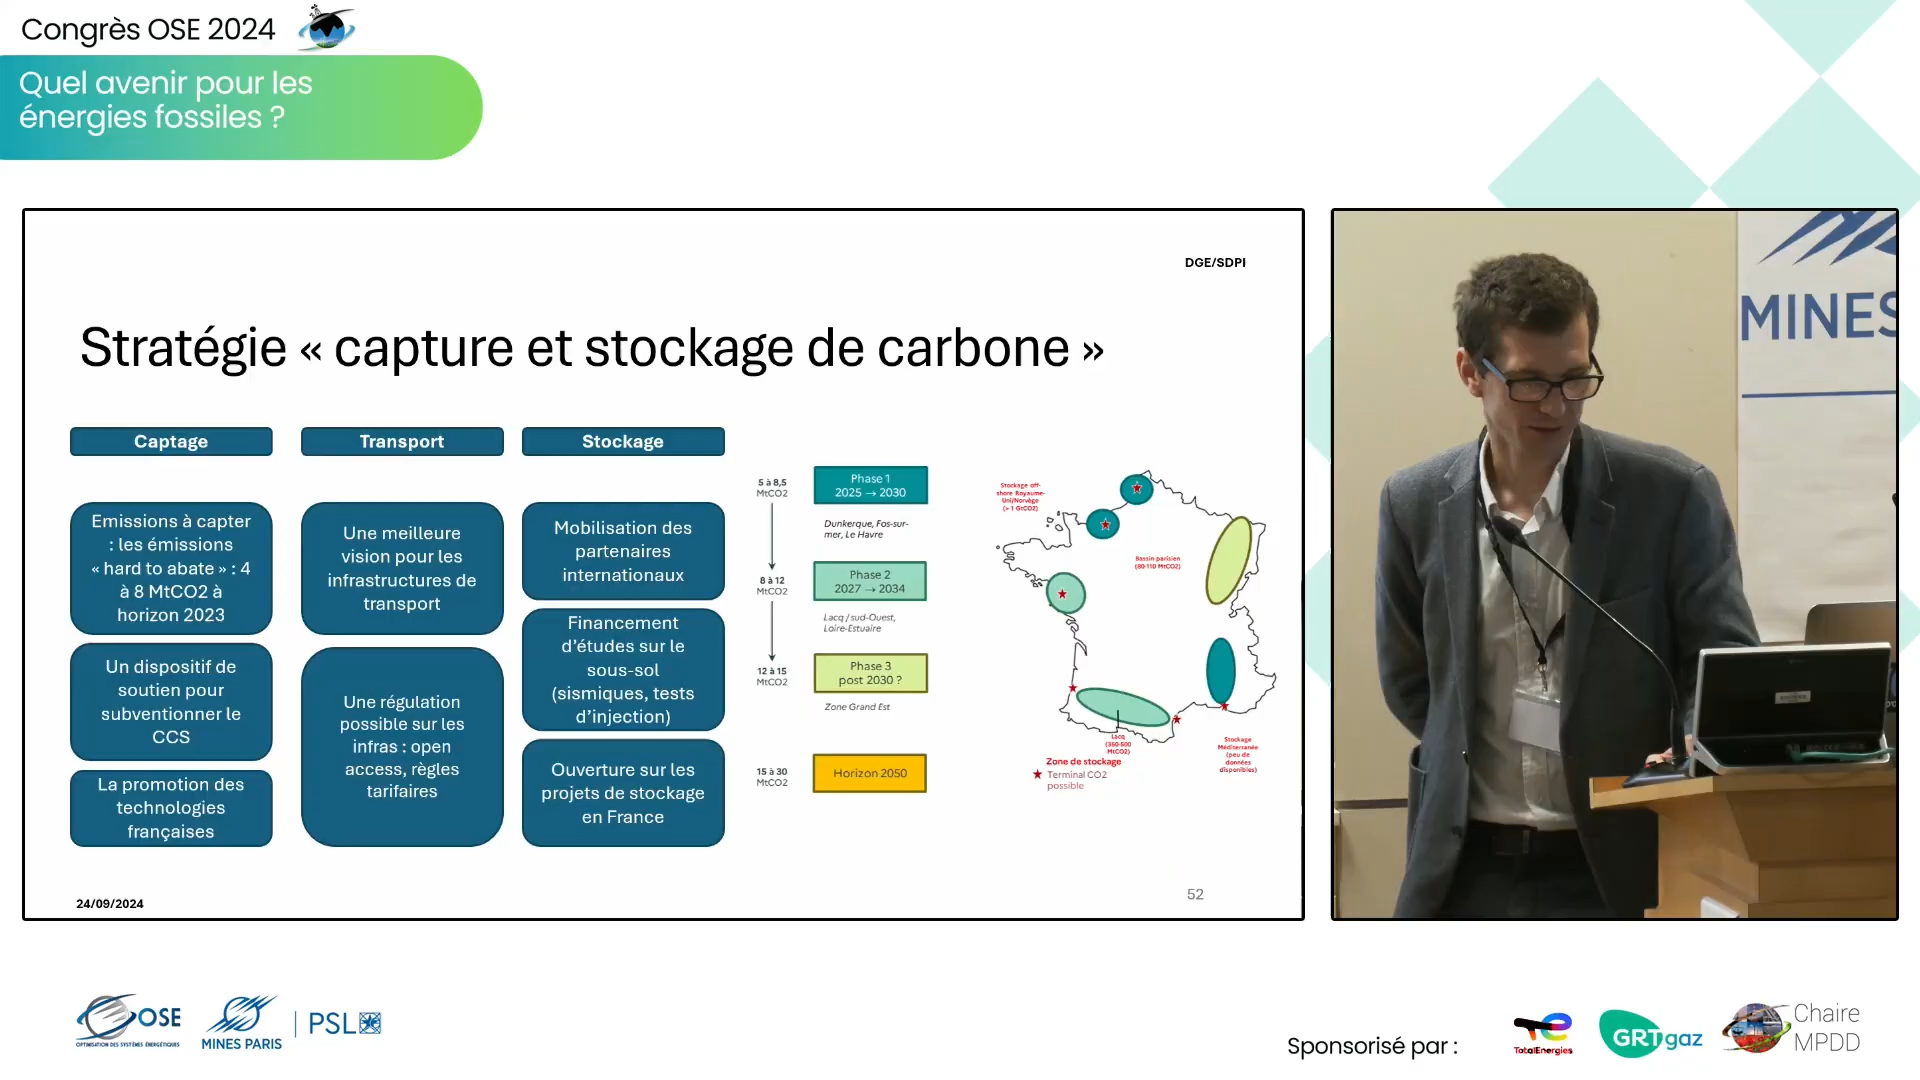 Congrès OSE 2024
Quel avenir pour les
énergies fossiles ?
DGE/SDPI
Stratégie « capture et stockage de carbone »
Captage
Emissions à capter
: les émissions
« hard to abate » : 4
à 8 MtCO2 à
horizon 2023
Un dispositif de
soutien pour
subventionner le
CCS
La promotion des
technologies
françaises
Transport
Une meilleure
vision pour les
infrastructures de
transport
Une régulation
possible sur les
infras : open
access, règles
tarifaires
Stockage
Mobilisation des
partenaires
internationaux
Financement
d'études sur le
sous-sol
(sismiques, tests
d'injection)
Ouverture sur les
projets de stockage
en France
5 à 8,5
MtCO2
Phase 1
2025 → 2030
Dunkerque, Fos-sur-
mer, Le Havre
8 à 12
MtCO2
Phase 2
2027 → 2034
Lacq / sud-Ouest,
Loire-Estuaire
12 à 15
MtCO2
Phase 3
post 2030 ?
Zone Grand Est
15 à 30
MtCO2
Horizon 2050
Stockage off-
shore Royaume-
Uni/Norvège
(> 1 GtCO2)
Bassin parisien
(80-110 MtCO2)
Lacq
(350-500
MtCO2)
Stockage
Méditerranée
(peu de
données
disponibles)
Zone de stockage
Terminal CO2
possible
24/09/2024
52
MINES
OSE
OPTIMISATION DES SYSTÈMES ÉNERGÉTIQUES
MINES PARIS
PSL
Sponsorisé par :
TotalEnergies
GRTgaz
Chaire
MPDD